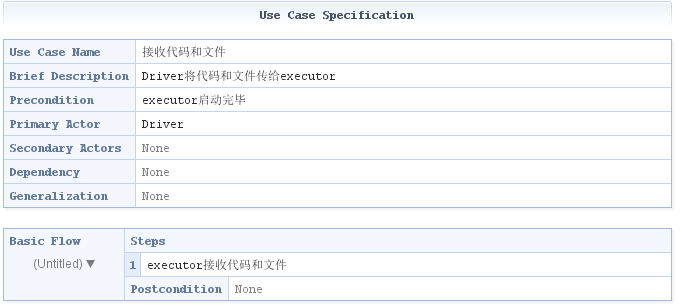 Use Case Specification
Use Case Name 接收代码和文件
Brief Description Driver将代码和文件传给executor
Precondition executor启动完毕
Primary Actor Driver
Secondary Actors None
Dependency None
Generalization None
Basic Flow Steps
(Untitled) ▼
1 executor接收代码和文件
Postcondition None